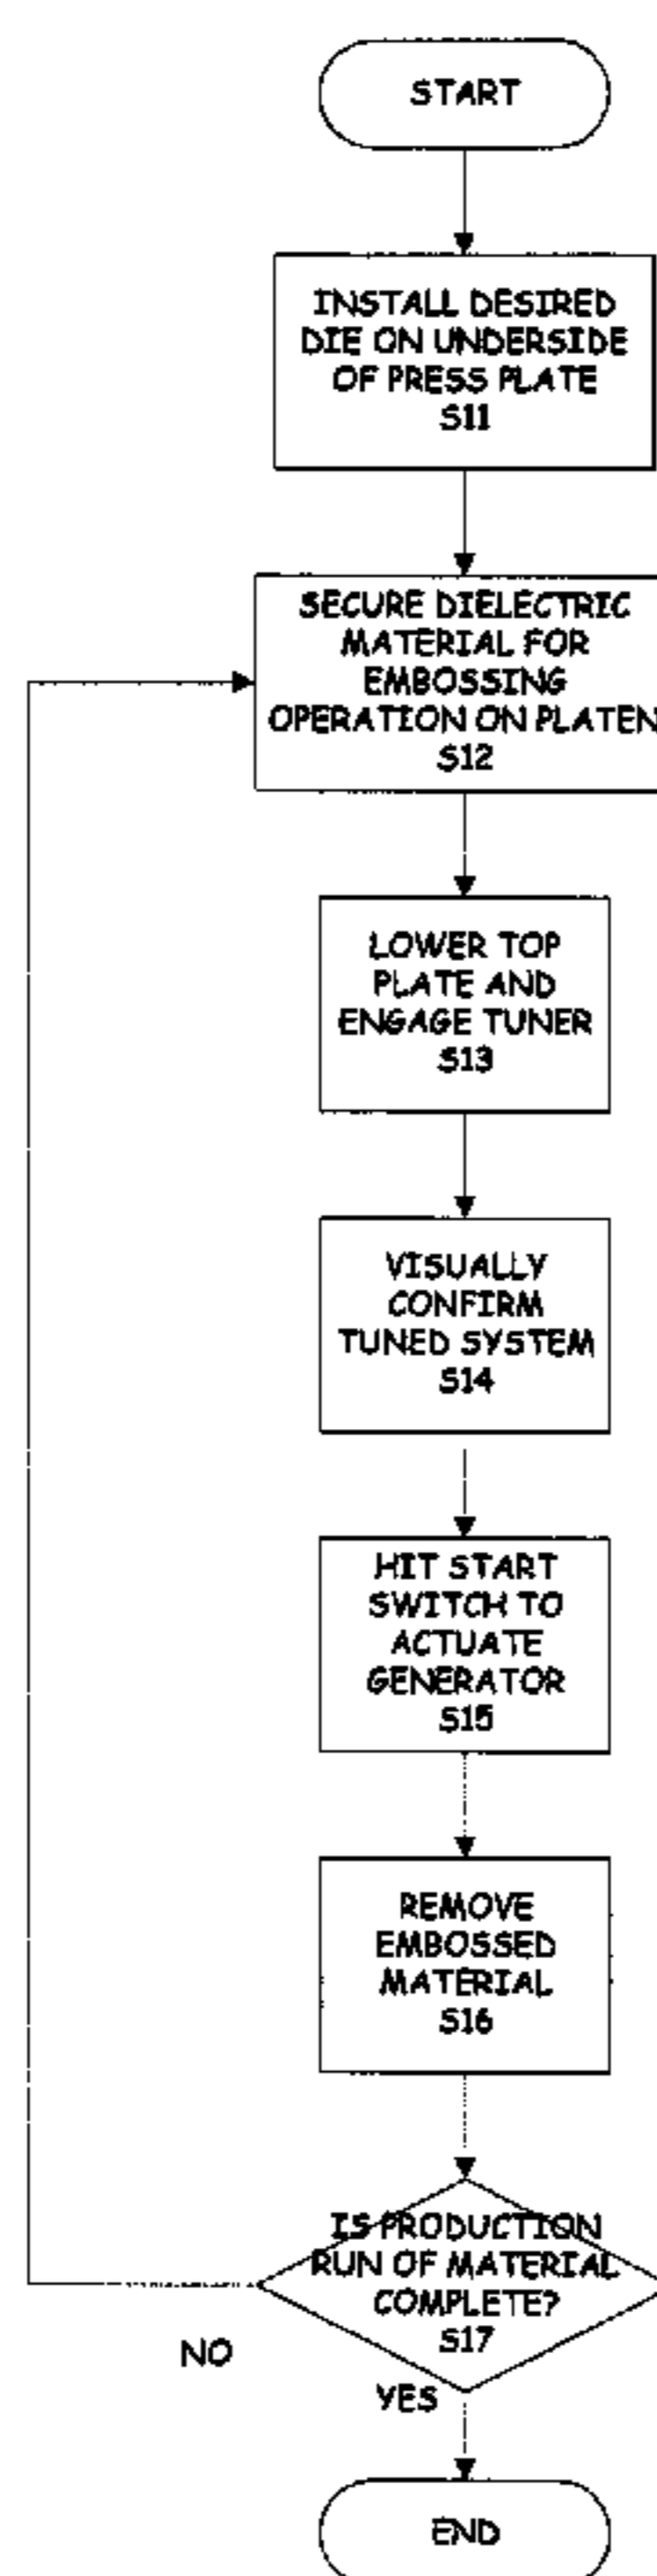 START
INSTALL DESIRED
DIE ON UNDERSIDE
OF PRESS PLATE
S11
SECURE DIELECTRIC
MATERIAL FOR
EMBOSSING
OPERATION ON PLATEN
S12
LOWER TOP
PLATE AND
ENGAGE TUNER
S13
VISUALLY
CONFIRM
TUNED SYSTEM
S14
HIT START
SWITCH TO
ACTUATE
GENERATOR
S15
REMOVE
EMBOSSED
MATERIAL
S16
IS PRODUCTION
RUN OF MATERIAL
COMPLETE?
S17
NO
YES
END